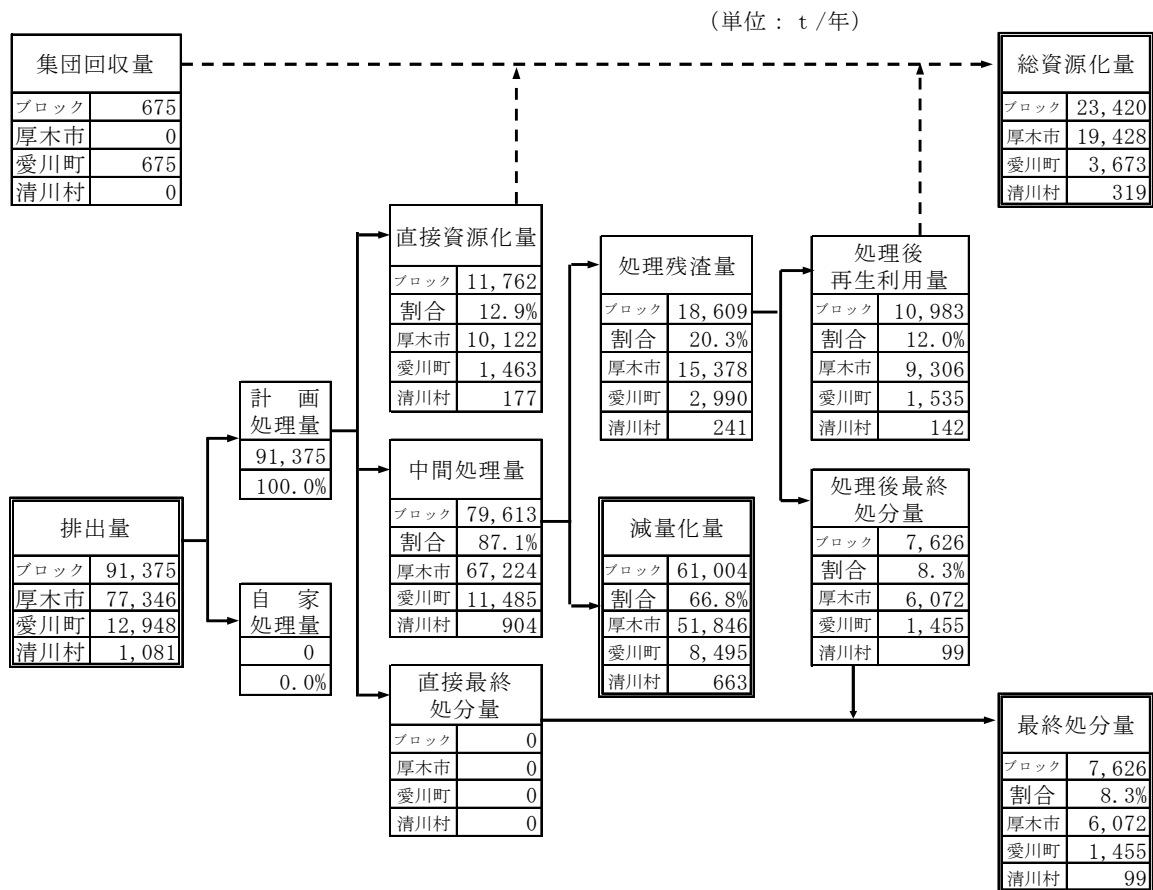 (単位：ｔ/年)
集団回収量
ブロック 675
厚木市 0
愛川町 675
清川村 0
総資源化量
ブロック 23,420
厚木市 19,428
愛川町 3,673
清川村 319
直接資源化量
ブロック 11,762
割合 12.9%
厚木市 10,122
愛川町 1,463
清川村 177
処理残渣量
ブロック 18,609
割合 20.3%
厚木市 15,378
愛川町 2,990
清川村 241
処理後
再生利用量
ブロック 10,983
割合 12.0%
厚木市 9,306
愛川町 1,535
清川村 142
計　画
処理量
91,375
100.0%
中間処理量
ブロック 79,613
割合 87.1%
厚木市 67,224
愛川町 11,485
清川村 904
処理後最終
処分量
ブロック 7,626
割合 8.3%
厚木市 6,072
愛川町 1,455
清川村 99
排出量
ブロック 91,375
厚木市 77,346
愛川町 12,948
清川村 1,081
減量化量
ブロック 61,004
割合 66.8%
厚木市 51,846
愛川町 8,495
清川村 663
自　家
処理量
0
0.0%
直接最終
処分量
ブロック 0
厚木市 0
愛川町 0
清川村 0
最終処分量
ブロック 7,626
割合 8.3%
厚木市 6,072
愛川町 1,455
清川村 99